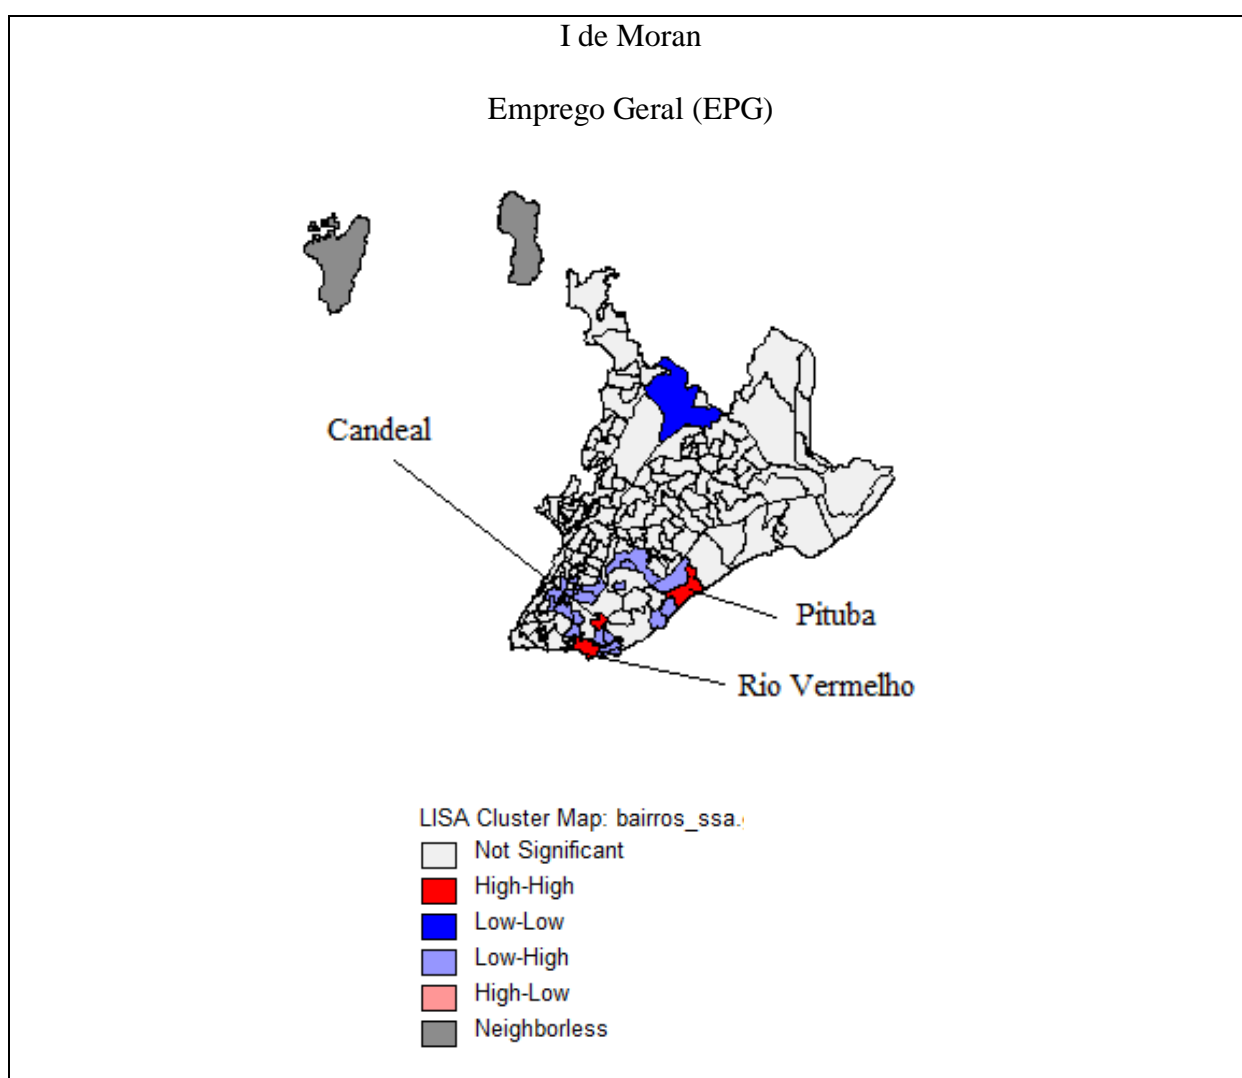 I de Moran
Emprego Geral (EPG)
Candeal
Pituba
Rio Vermelho
LISA Cluster Map: bairros_ssa.
Not Significant
High-High
Low-Low
Low-High
High-Low
Neighborless